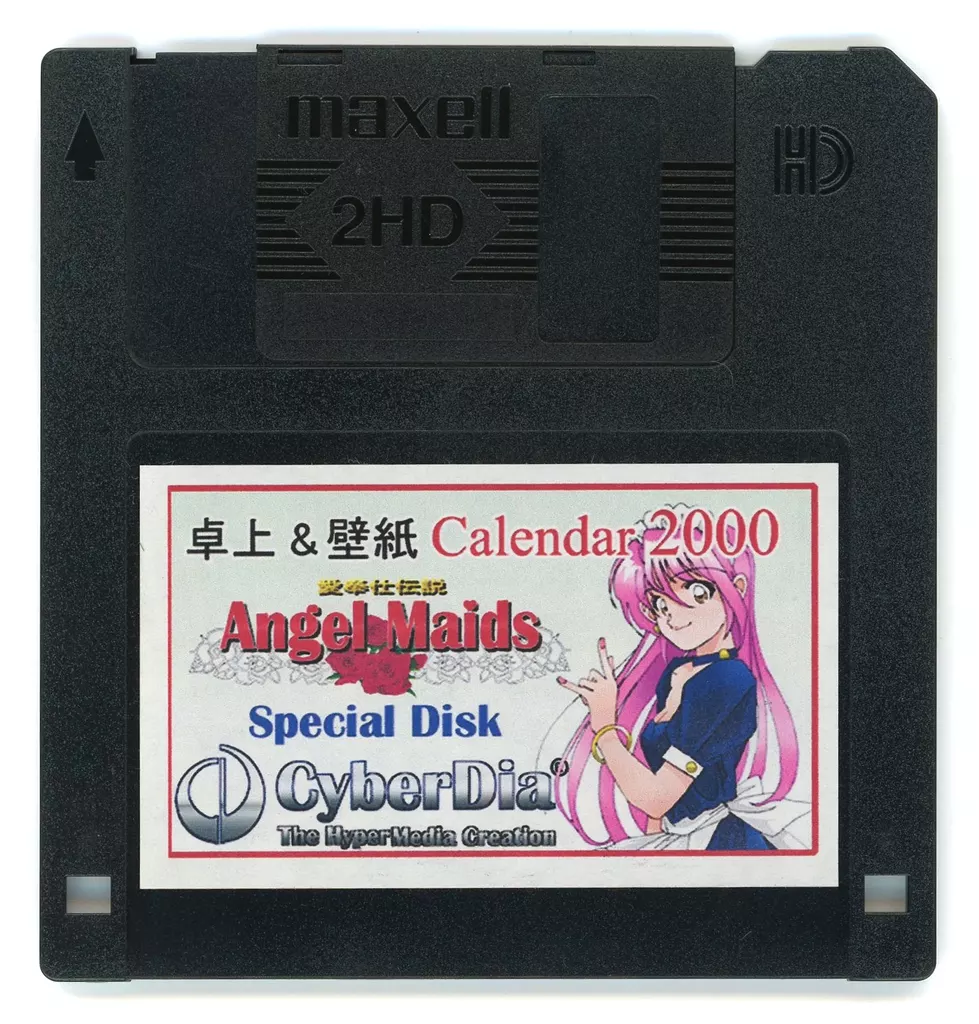 maxell
2HD
HD
卓上 & 壁紙 Calendar 2000
愛奉仕伝説
Angel Maids
Special Disk
CyberDia®
The HyperMedia Creation